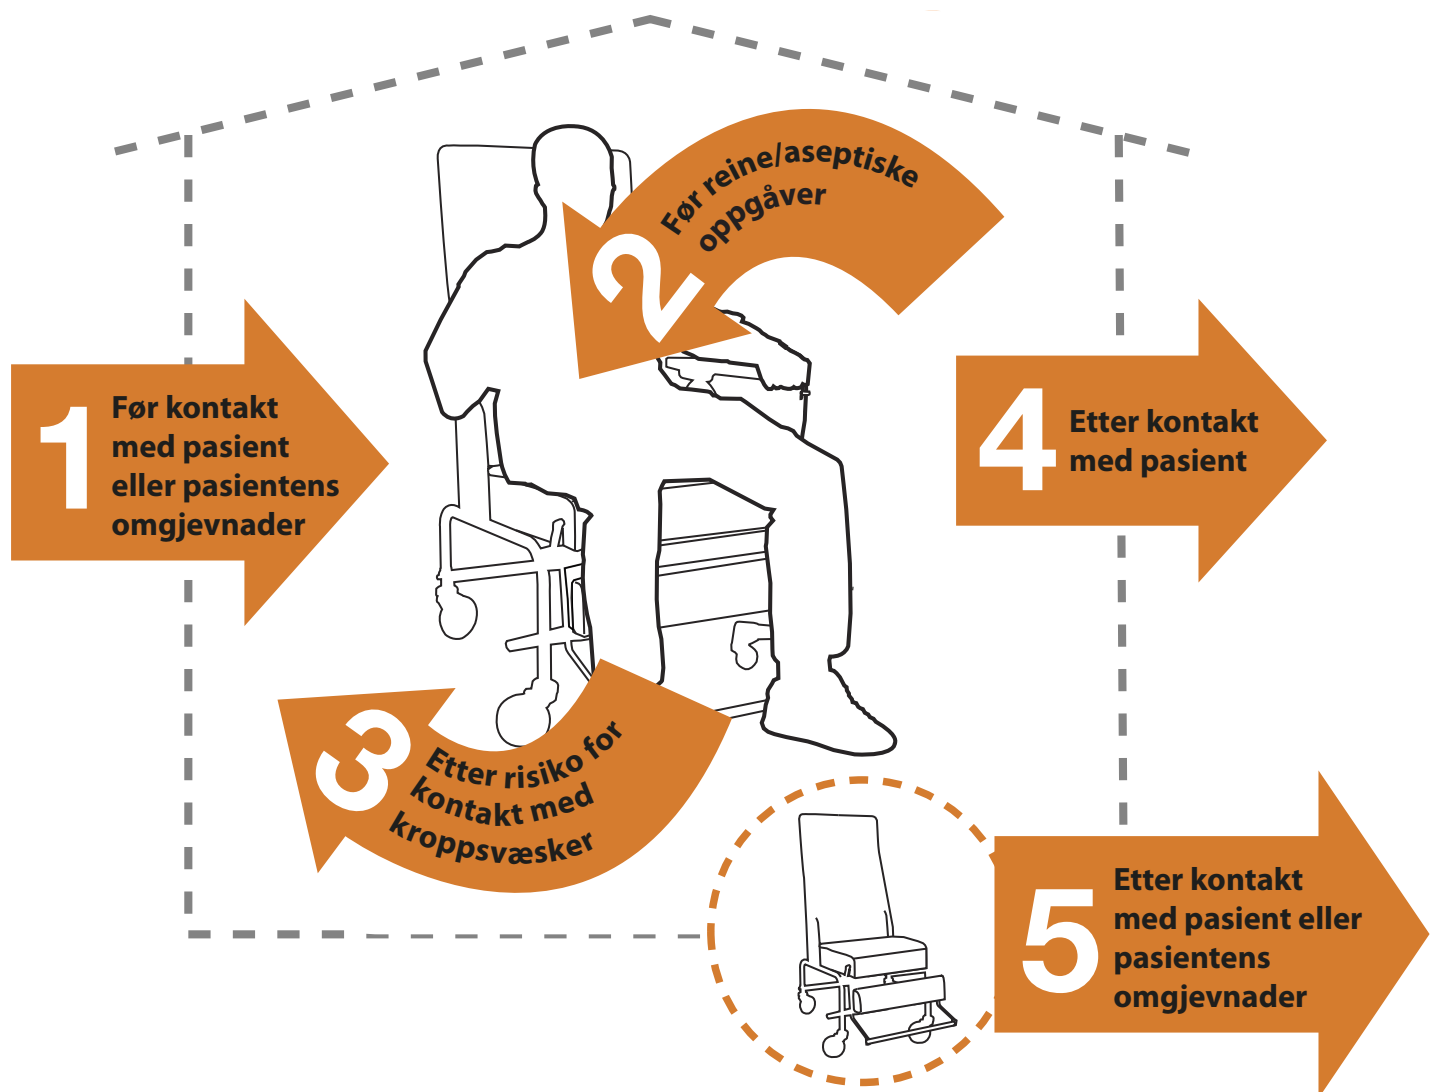 1
Før kontakt
med pasient
eller pasientens
omgjevnader
2
Før reine/aseptiske
oppgåver
3
Etter risiko for
kontakt med
kroppsvæsker
4
Etter kontakt
med pasient
5
Etter kontakt
med pasient eller
pasientens
omgjevnader